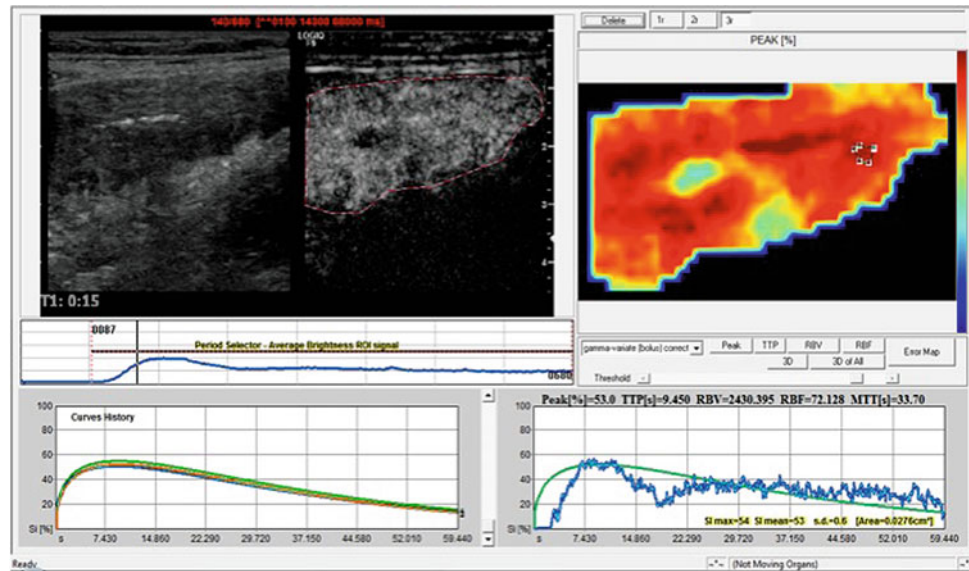 540/680 [^^0100 14300 68000 ms]
LOGIQ
T1: 0:15
2
3
4
Delete 1r 2r 3r
PEAK [%]
0087
Period Selector - Average Brightness ROI signal
0680
gamma-variate (bolus) correct Peak TTP RBV RBF Error Map
3D 3D of All
Threshold
Curves History
100
80
60
40
20
SI [%] s 7.430 14.860 22.290 29.720 37.150 44.580 52.010 59.440
Peak[%]=53.0 TTP[s]=9.450 RBV=2430.395 RBF=72.128 MTT[s]=33.70
100
80
60
40
20
SI max=54 SI mean=53 s.d.=0.6 [Area=0.0276cm²]
SI [%] s 7.430 14.860 22.290 29.720 37.150 44.580 52.010 59.440
Ready (Not Moving Organs)